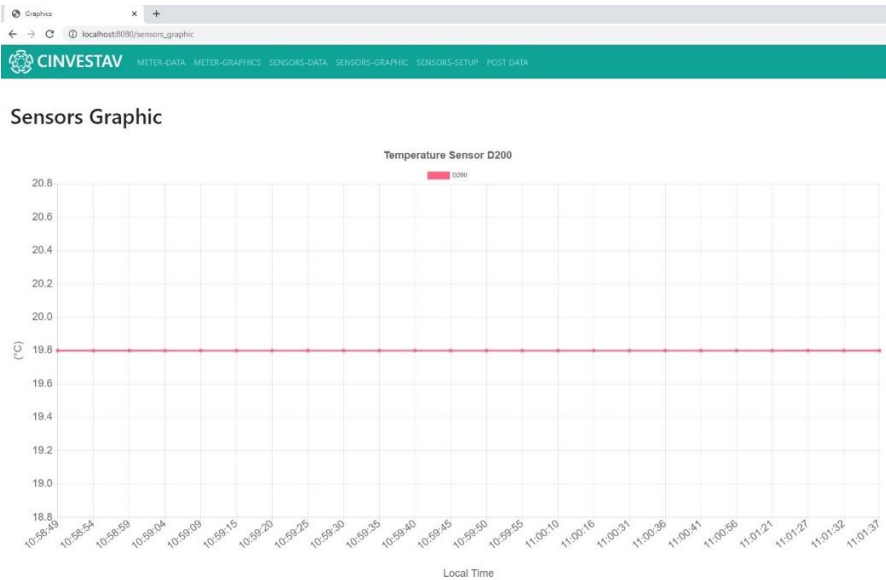 Graphics
localhost:8080/sensors_graphic
CINVESTAV METER-DATA METER-GRAPHICS SENSORS-DATA SENSORS-GRAPHIC SENSORS-SETUP POST DATA
Sensors Graphic
Temperature Sensor D200
D200
20.8
20.6
20.4
20.2
20.0
19.8
(°C)
19.6
19.4
19.2
19.0
18.8
10:58:49 10:58:54 10:58:59 10:59:04 10:59:09 10:59:15 10:59:20 10:59:25 10:59:30 10:59:35 10:59:40 10:59:45 10:59:50 10:59:55 11:00:10 11:00:16 11:00:31 11:00:36 11:00:41 11:00:56 11:01:21 11:01:27 11:01:32 11:01:37
Local Time